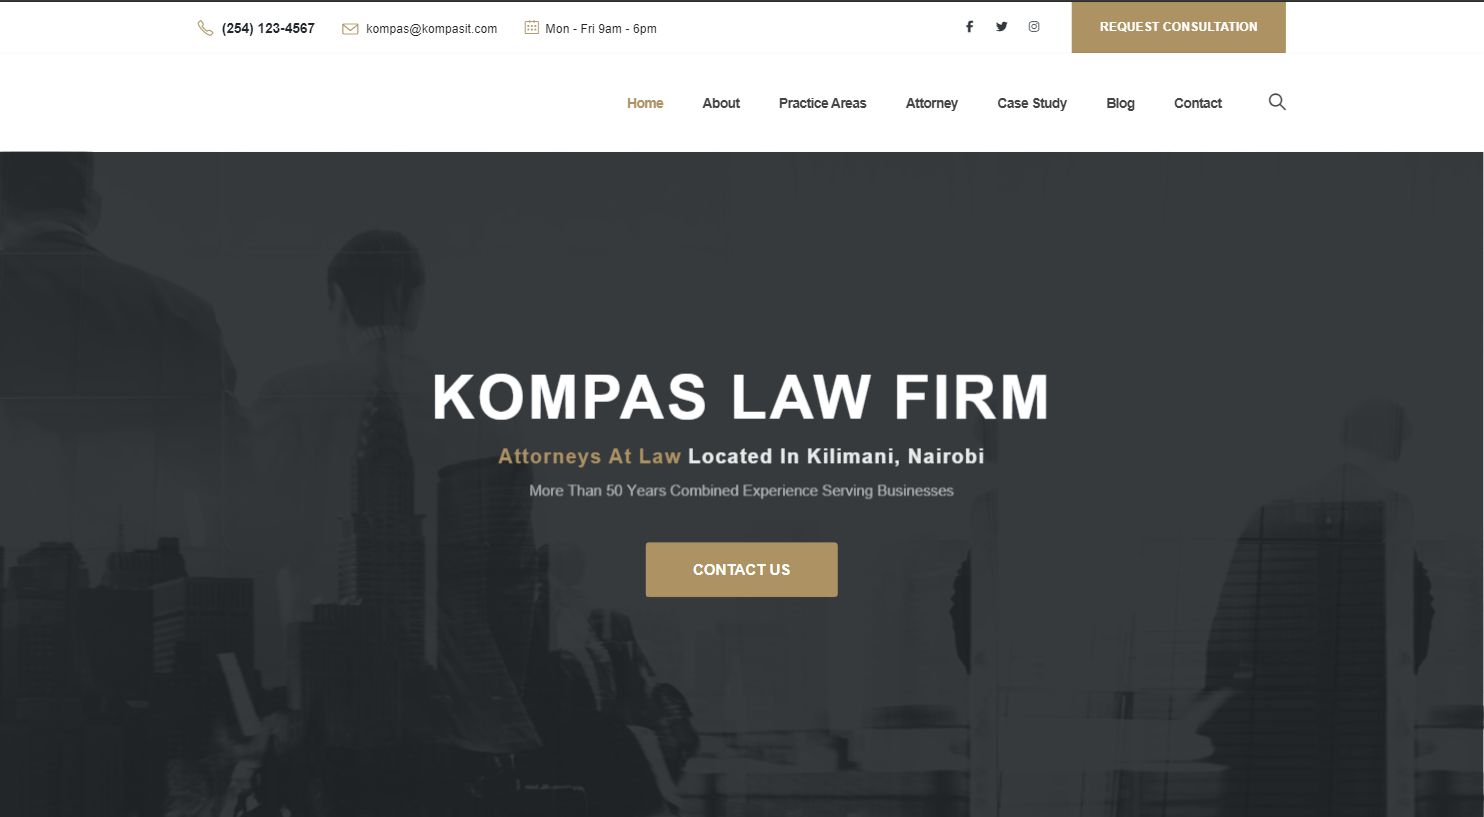 (254) 123-4567 kompas@kompasit.com Mon - Fri 9am - 6pm REQUEST CONSULTATION
Home About Practice Areas Attorney Case Study Blog Contact
KOMPAS LAW FIRM
Attorneys At Law Located In Kilimani, Nairobi
More Than 50 Years Combined Experience Serving Businesses
CONTACT US